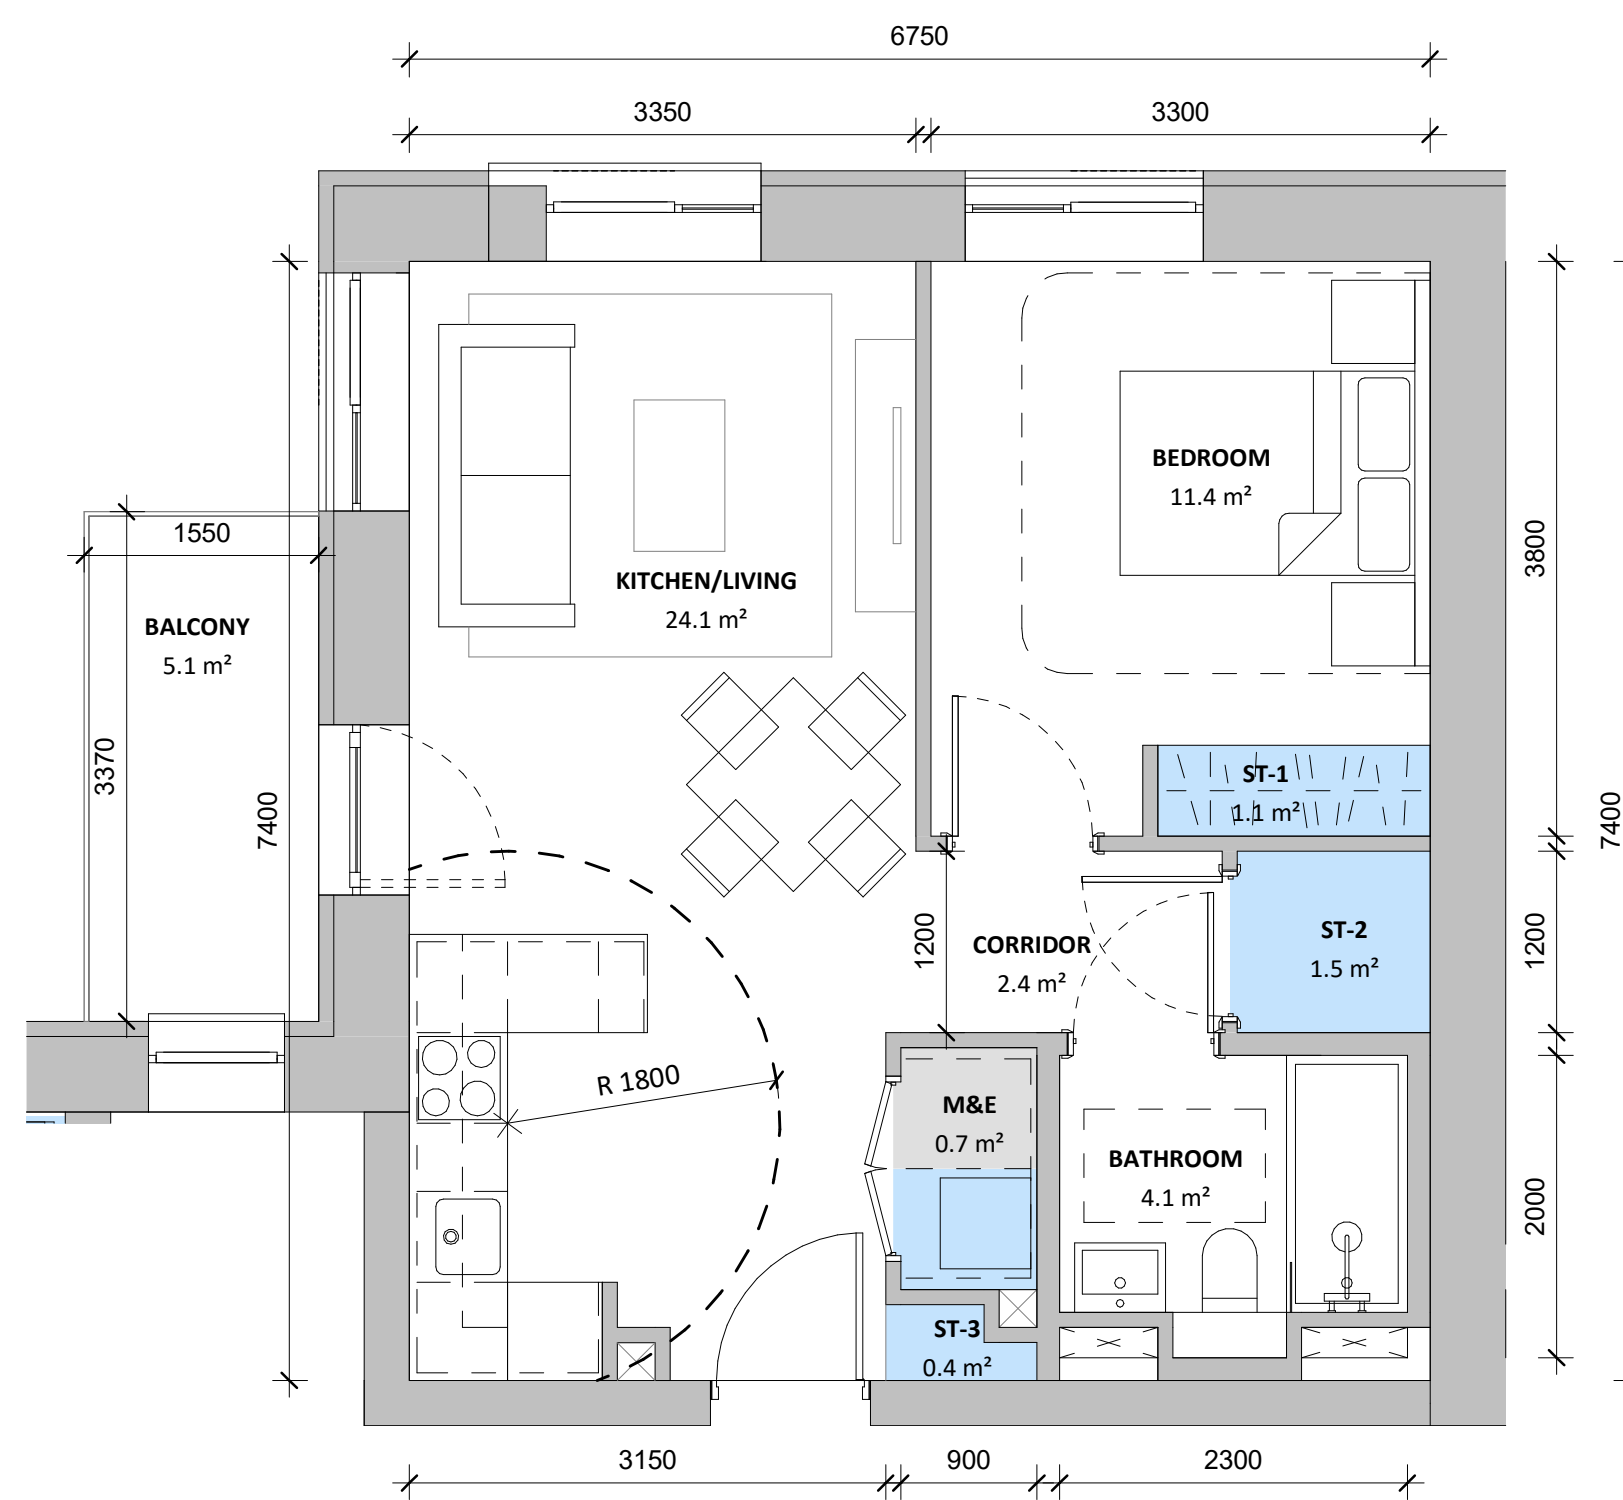 6750
3350
3300
BEDROOM
11.4 m²
3800
1550
KITCHEN/LIVING
24.1 m²
BALCONY
5.1 m²
3370
7400
ST-1
1.1 m²
7400
1200
CORRIDOR
2.4 m²
ST-2
1.5 m²
1200
R 1800
M&E
0.7 m²
BATHROOM
4.1 m²
2000
ST-3
0.4 m²
3150
900
2300